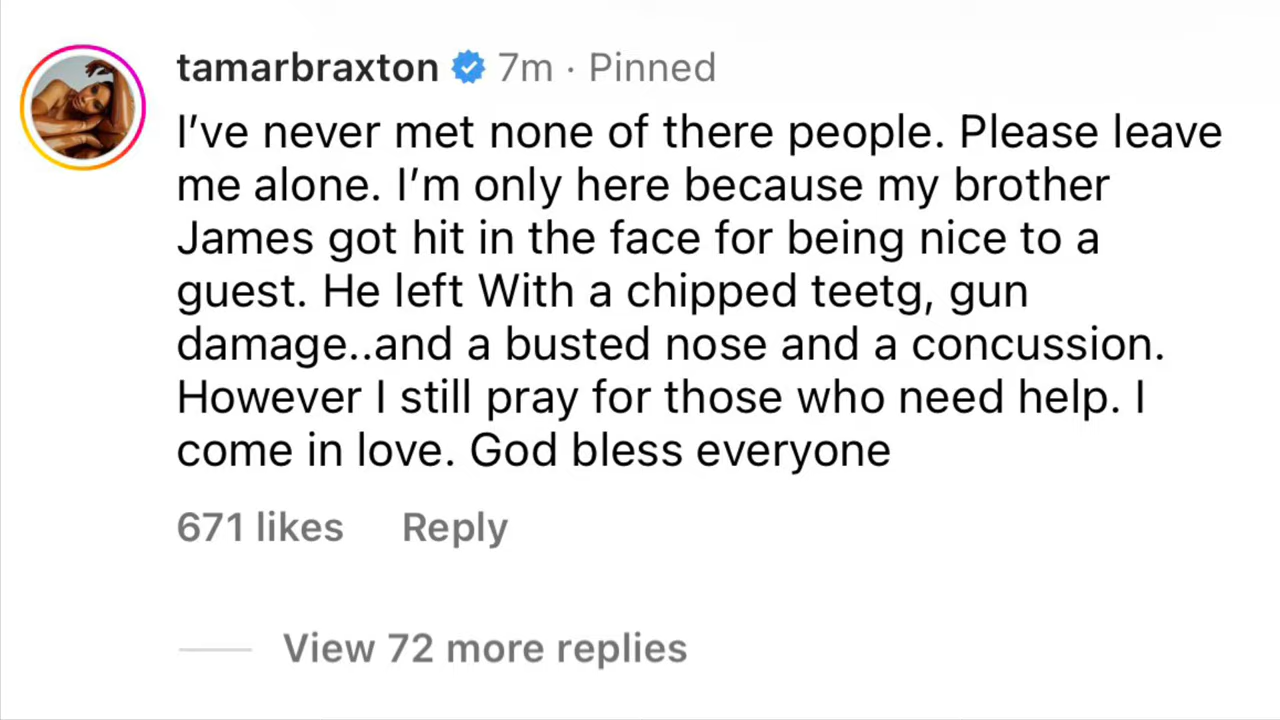 tamarbraxton 7m · Pinned
I’ve never met none of there people. Please leave
me alone. I’m only here because my brother
James got hit in the face for being nice to a
guest. He left With a chipped teetg, gun
damage..and a busted nose and a concussion.
However I still pray for those who need help. I
come in love. God bless everyone
671 likes Reply
View 72 more replies